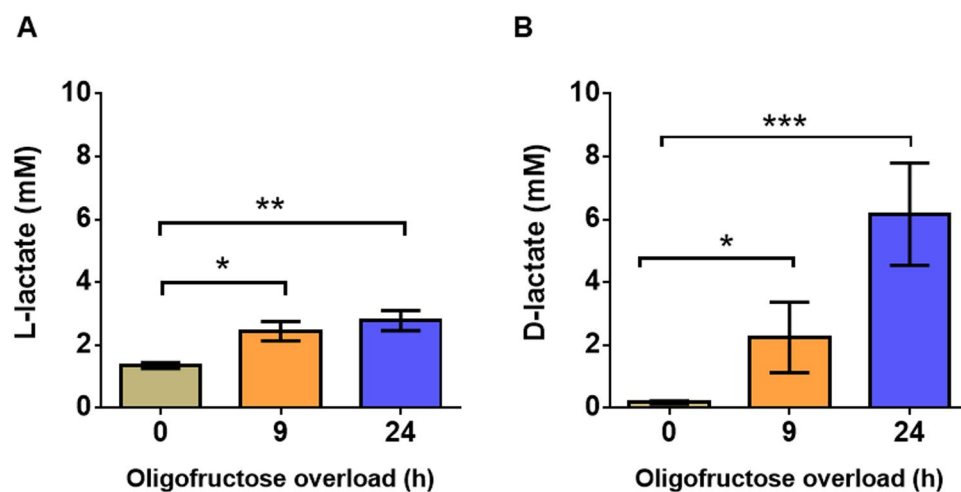 A
L-lactate (mM)
10
8
6
4
2
0
**
*
0 9 24
Oligofructose overload (h)
B
D-lactate (mM)
10
8
6
4
2
0
***
*
0 9 24
Oligofructose overload (h)